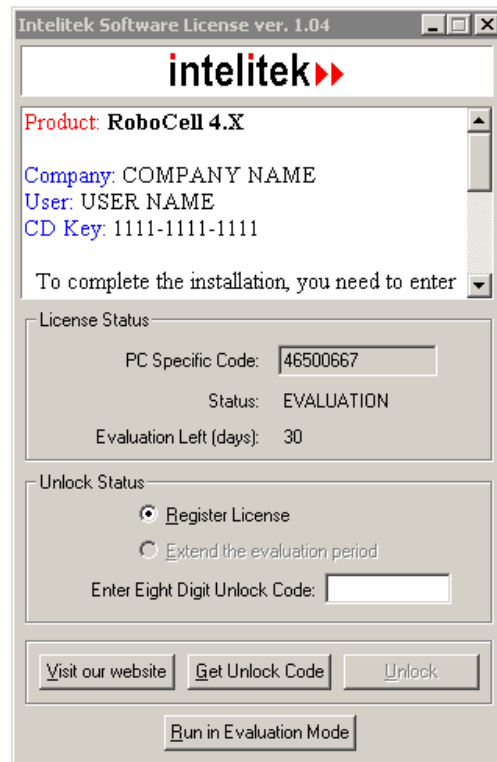 Intelitek Software License ver. 1.04
intelitek
Product: RoboCell 4.X
Company: COMPANY NAME
User: USER NAME
CD Key: 1111-1111-1111
To complete the installation, you need to enter
License Status
PC Specific Code: 46500667
Status: EVALUATION
Evaluation Left (days): 30
Unlock Status
Register License
Extend the evaluation period
Enter Eight Digit Unlock Code:
Visit our website Get Unlock Code Unlock
Run in Evaluation Mode